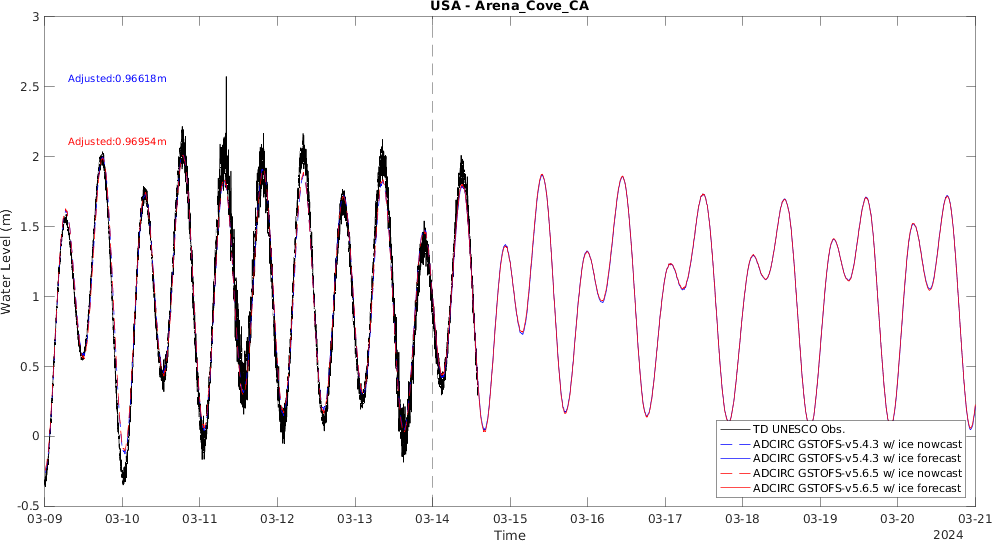 USA - Arena_Cove_CA
3
2.5
2
1.5
1
0.5
0
-0.5
Water Level (m)
Adjusted:0.96618m
Adjusted:0.96954m
TD UNESCO Obs.
ADCIRC GSTOFS-v5.4.3 w/ ice nowcast
ADCIRC GSTOFS-v5.4.3 w/ ice forecast
ADCIRC GSTOFS-v5.6.5 w/ ice nowcast
ADCIRC GSTOFS-v5.6.5 w/ ice forecast
03-09 03-10 03-11 03-12 03-13 03-14 03-15 03-16 03-17 03-18 03-19 03-20 03-21
Time
2024